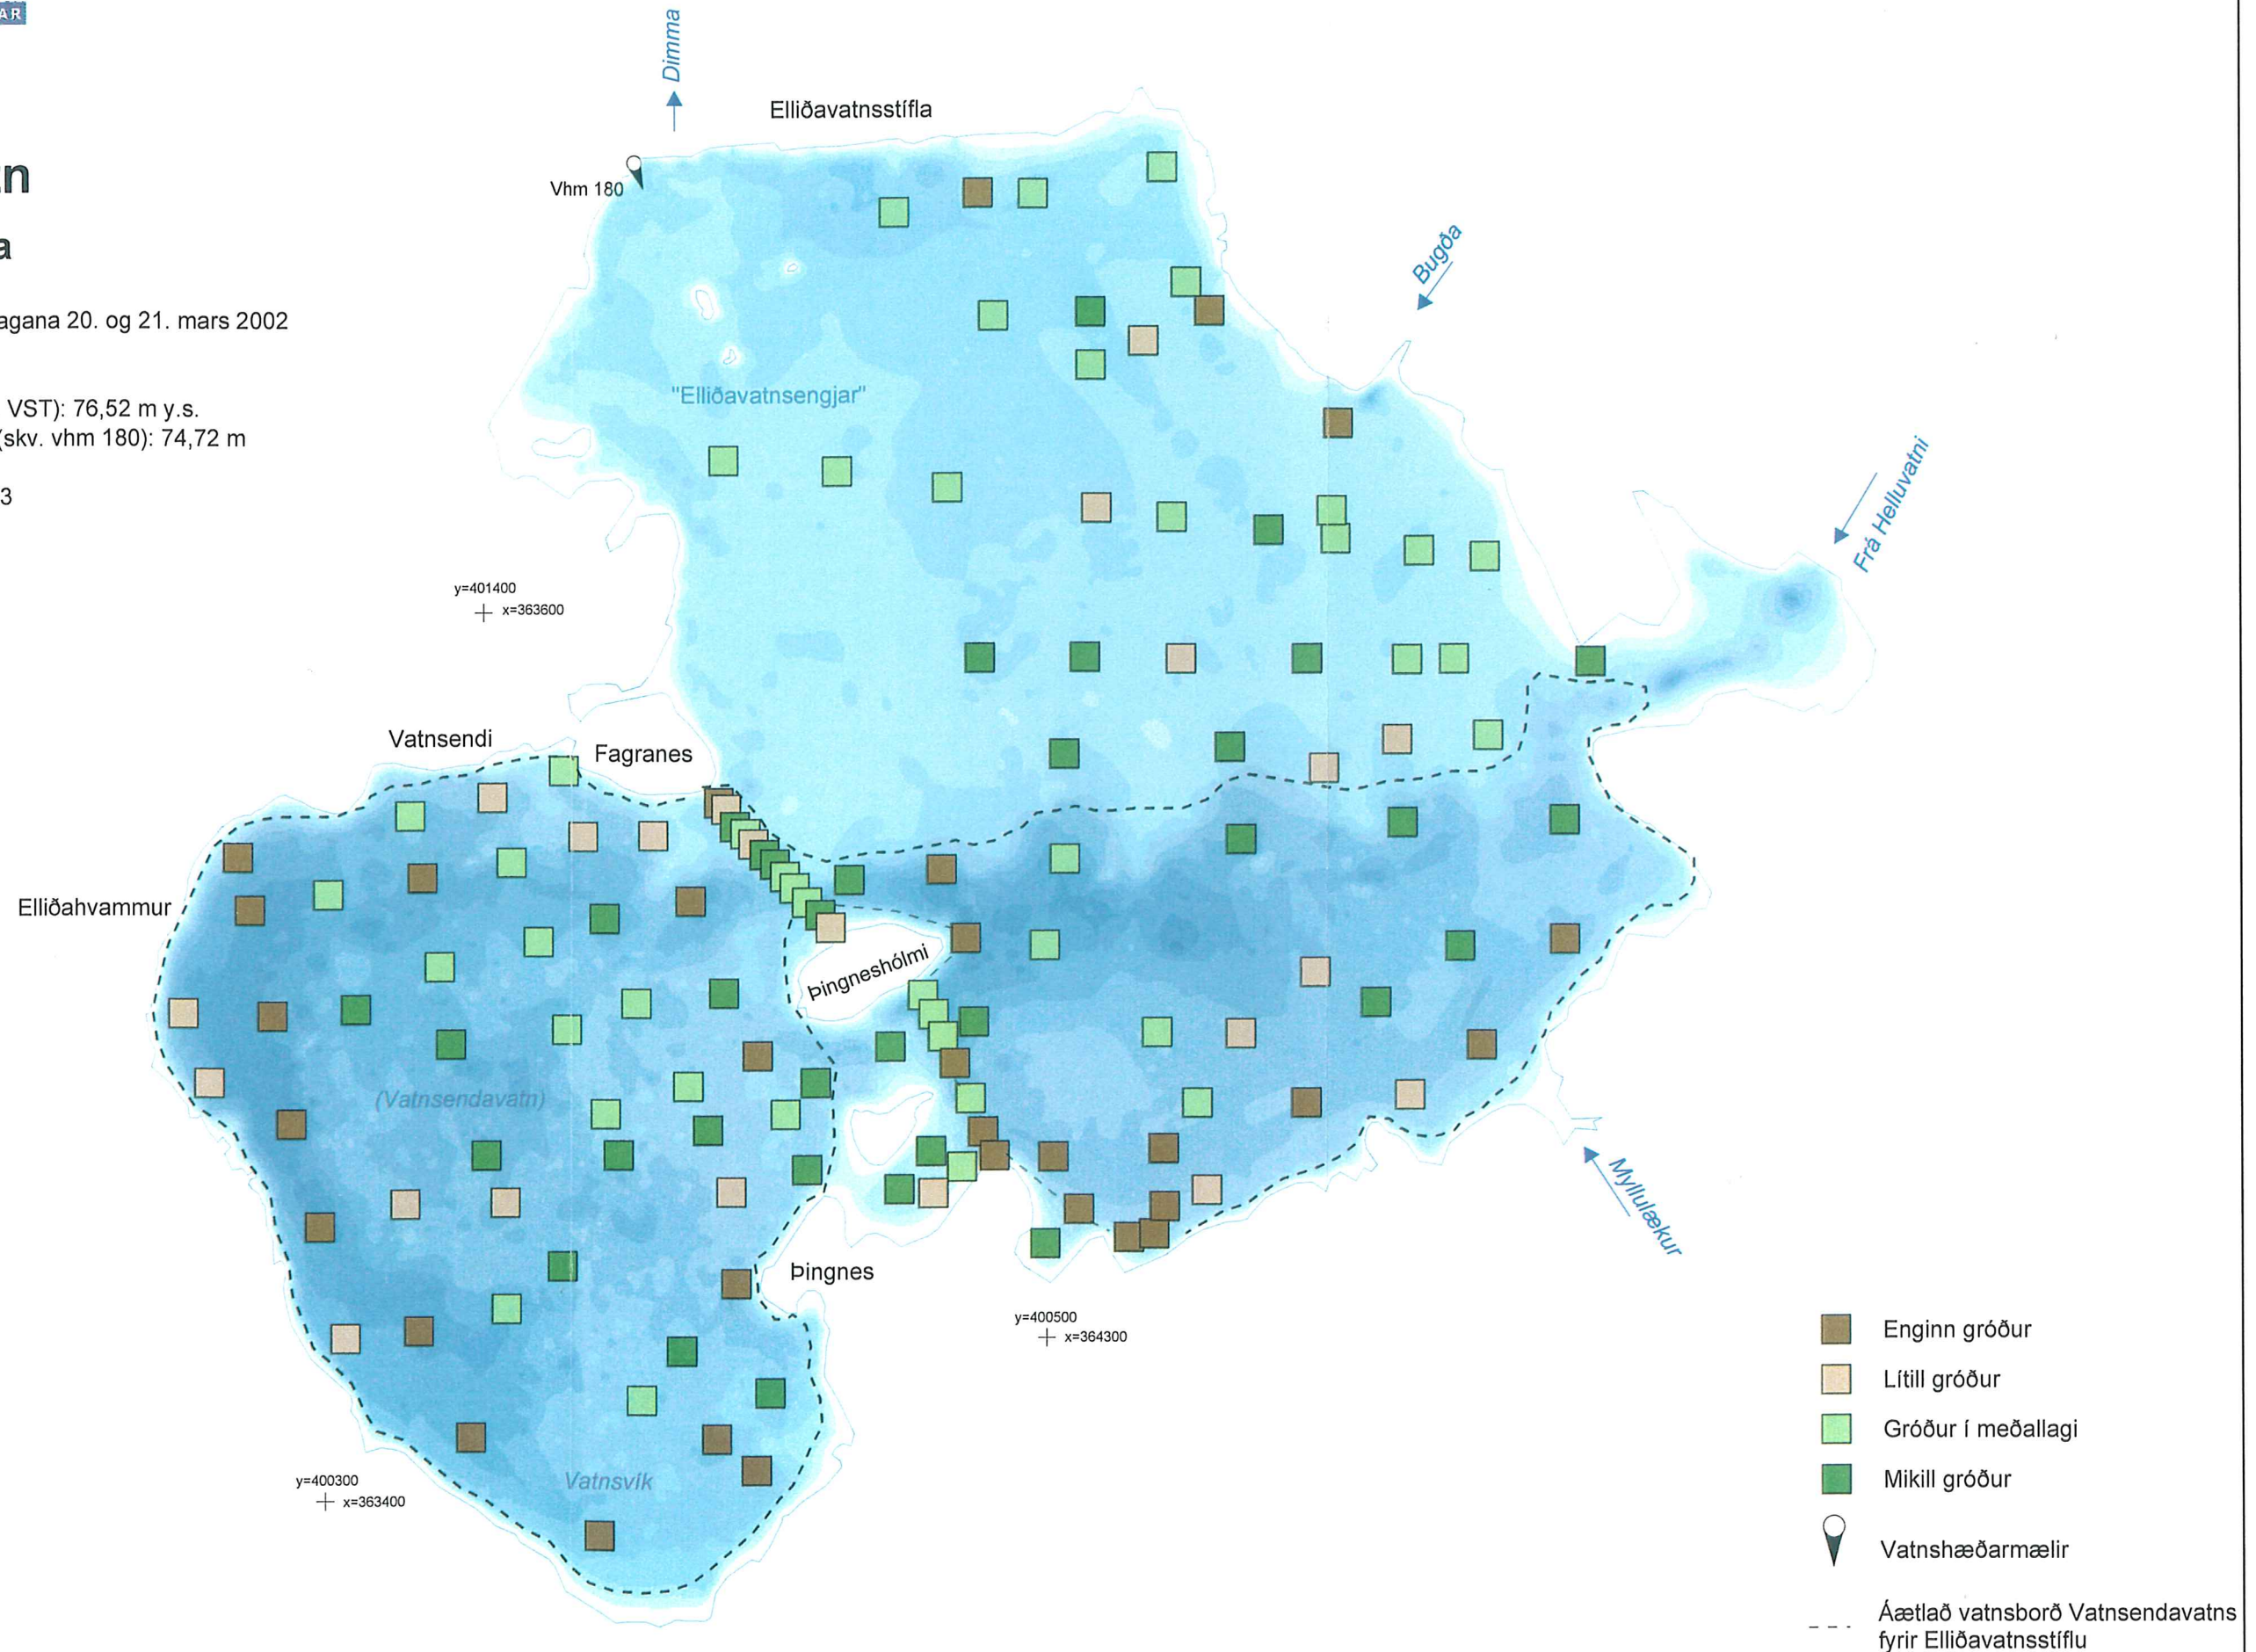 AR
Dimma
Elliðavatnsstífla
tn
Vhm 180
a
Bugða
agana 20. og 21. mars 2002
"Elliðavatnsengjar"
VST): 76,52 m y.s.
(skv. vhm 180): 74,72 m
Frá Helluvatni
3
y=401400
x=363600
Vatnsendi
Fagranes
Elliðahvammur
Þingneshólmi
(Vatnsendavatn)
Myllulækur
Þingnes
y=400500
x=364300
Vatnsvík
y=400300
x=363400
Enginn gróður
Lítill gróður
Gróður í meðallagi
Mikill gróður
Vatnshæðarmælir
Áætlað vatnsborð Vatnsendavatns
fyrir Elliðavatnsstíflu